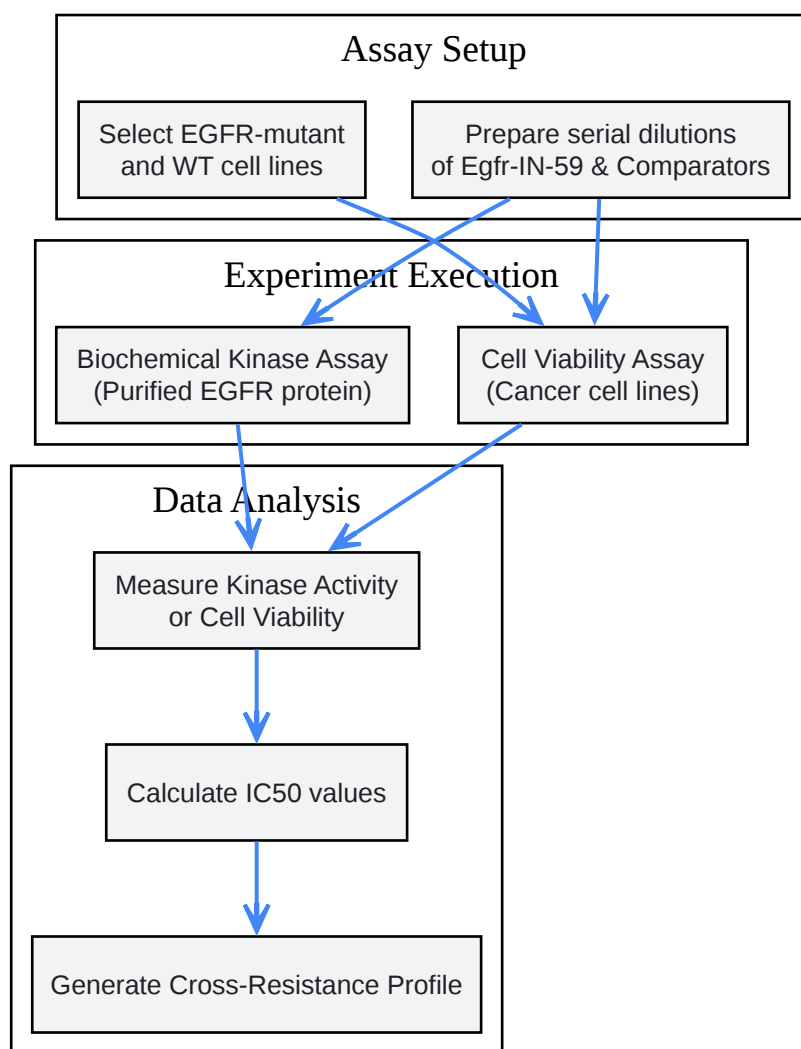 Assay Setup
Select EGFR-mutant
and WT cell lines
Prepare serial dilutions
of Egfr-IN-59 & Comparators
Experiment Execution
Biochemical Kinase Assay
(Purified EGFR protein)
Cell Viability Assay
(Cancer cell lines)
Data Analysis
Measure Kinase Activity
or Cell Viability
Calculate IC50 values
Generate Cross-Resistance Profile